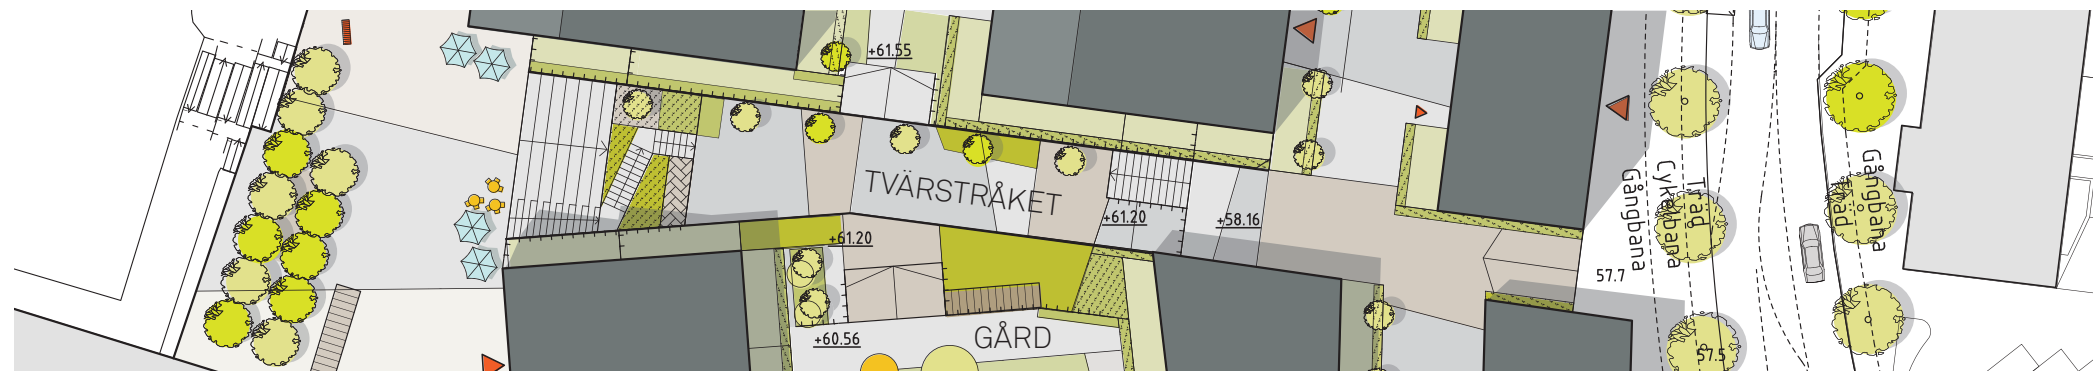 +61.55
TVÄRSTRÅKET
+61.20
+58.16
+61.20
+60.56
GÅRD
Gångbana
Cykelbana
Träd
Träd
Gångbana
57.7
57.5